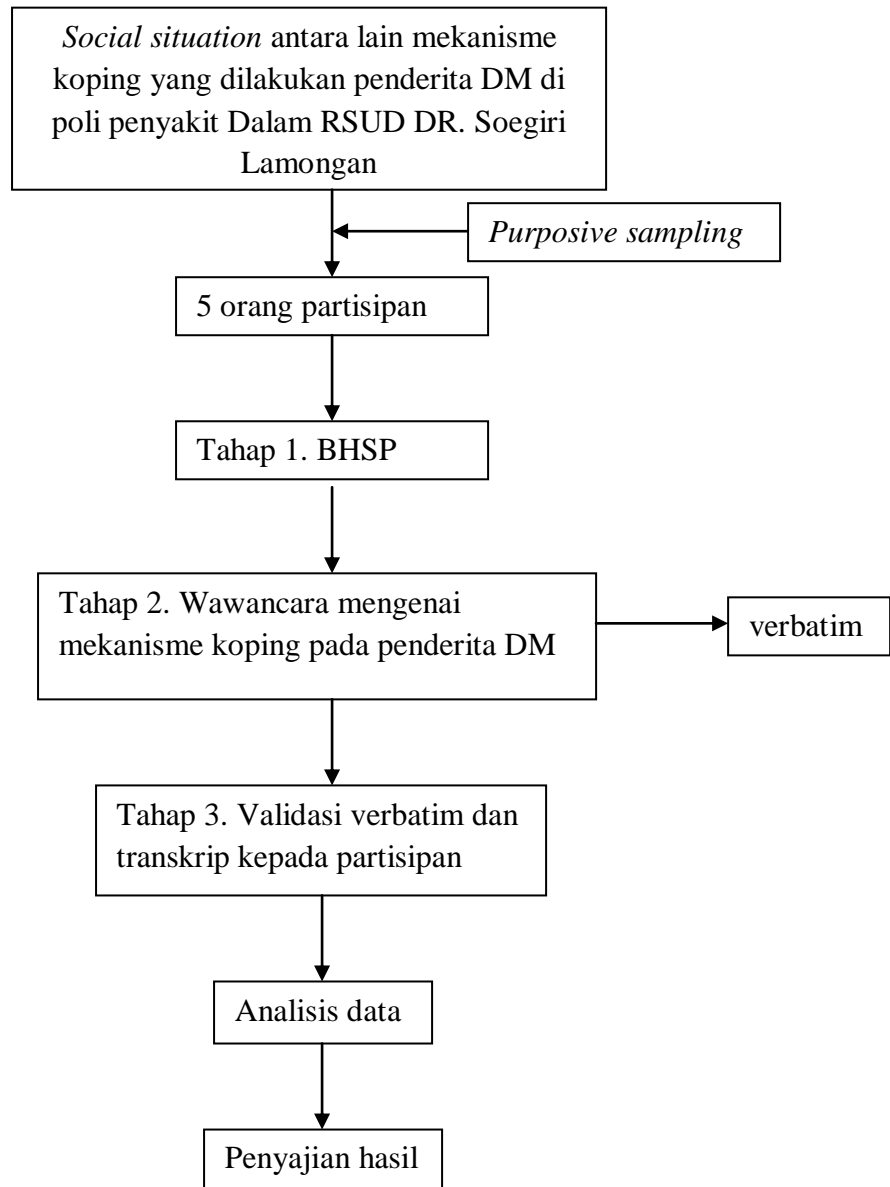 Social situation antara lain mekanisme
koping yang dilakukan penderita DM di
poli penyakit Dalam RSUD DR. Soegiri
Lamongan
Purposive sampling
5 orang partisipan
Tahap 1. BHSP
Tahap 2. Wawancara mengenai
mekanisme koping pada penderita DM
verbatim
Tahap 3. Validasi verbatim dan
transkrip kepada partisipan
Analisis data
Penyajian hasil